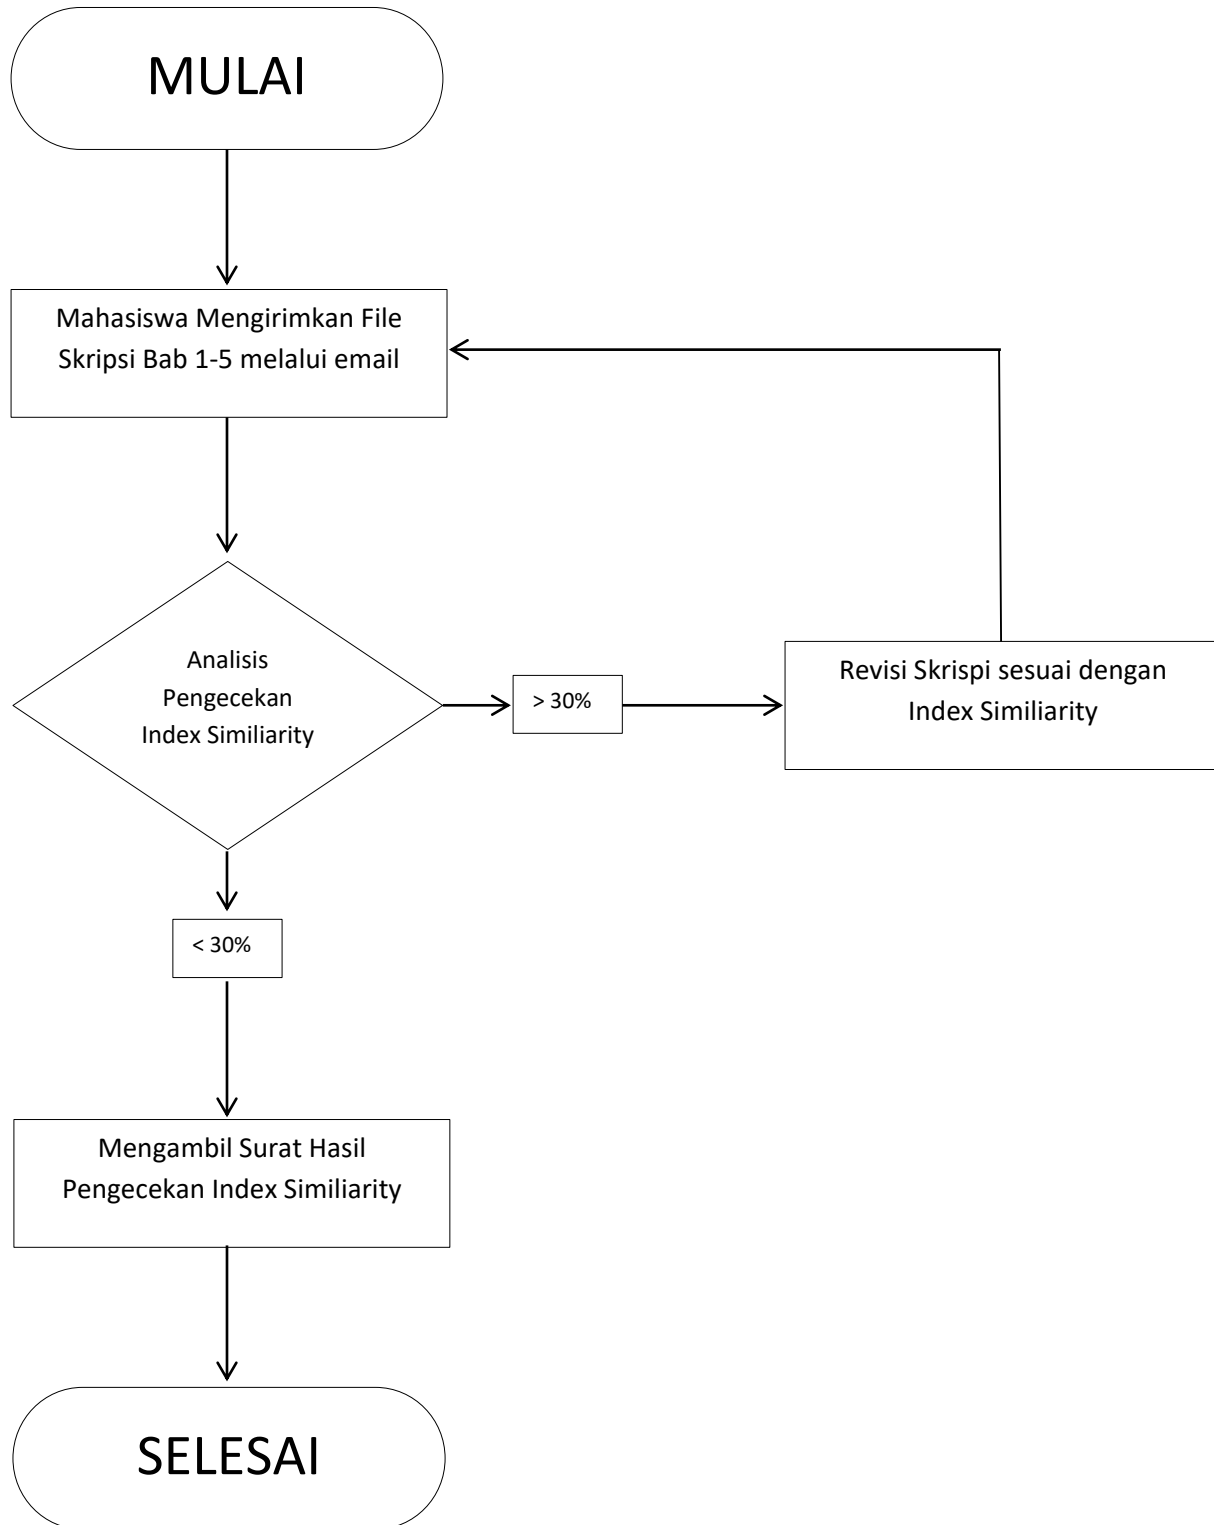 MULAI
Mahasiswa Mengirimkan File
Skripsi Bab 1-5 melalui email
Analisis
Pengecekan
Index Similiarity
> 30%
Revisi Skrispi sesuai dengan
Index Similiarity
< 30%
Mengambil Surat Hasil
Pengecekan Index Similiarity
SELESAI